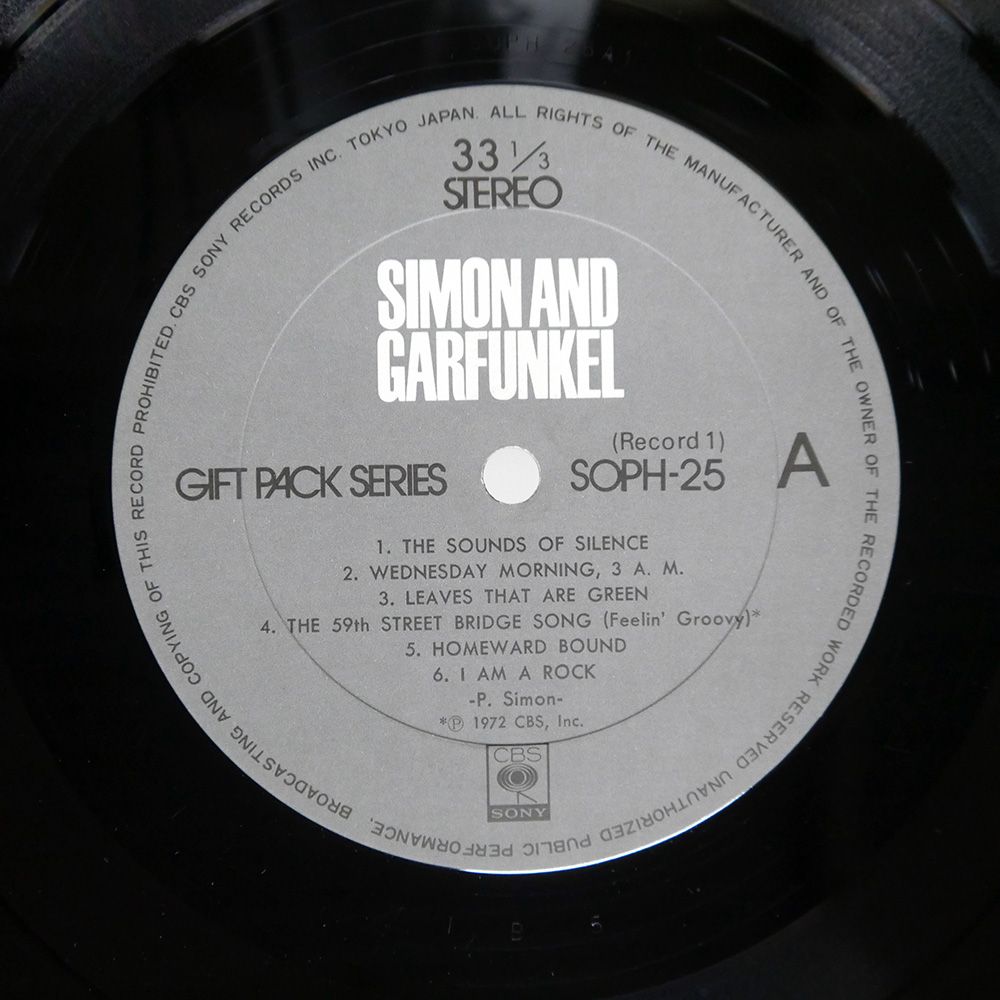 SOPH 25A1
BROADCASTING AND COPYING OF THIS RECORD PROHIBITED. CBS SONY RECORDS INC. TOKYO JAPAN. ALL RIGHTS OF THE MANUFACTURER AND OF THE OWNER OF THE RECORDED WORK RESERVED UNAUTHORIZED PUBLIC PERFORMANCE,
33 1/3
STEREO
SIMON AND
GARFUNKEL
(Record 1)
GIFT PACK SERIES SOPH-25 A
1. THE SOUNDS OF SILENCE
2. WEDNESDAY MORNING, 3 A. M.
3. LEAVES THAT ARE GREEN
4. THE 59th STREET BRIDGE SONG (Feelin' Groovy)*
5. HOMEWARD BOUND
6. I AM A ROCK
-P. Simon-
*℗ 1972 CBS, Inc.
CBS
SONY